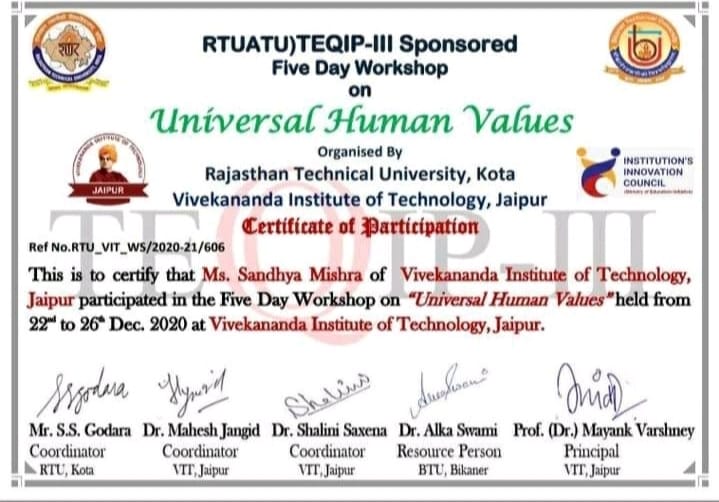 RTUATU)TEQIP-III Sponsored
Five Day Workshop
on
Universal Human Values
Organised By
Rajasthan Technical University, Kota
Vivekananda Institute of Technology, Jaipur
JAIPUR
INSTITUTION'S
INNOVATION
COUNCIL
Certificate of Participation
TEQIP-III
Ref No.RTU_VIT_WS/2020-21/606
This is to certify that Ms. Sandhya Mishra of Vivekananda Institute of Technology,
Jaipur participated in the Five Day Workshop on "Universal Human Values" held from
22nd to 26th Dec. 2020 at Vivekananda Institute of Technology, Jaipur.
SSGodara
Shalini
Mr. S.S. Godara Dr. Mahesh Jangid Dr. Shalini Saxena Dr. Alka Swami Prof. (Dr.) Mayank Varshney
Coordinator Coordinator Coordinator Resource Person Principal
RTU, Kota VIT, Jaipur VIT, Jaipur BTU, Bikaner VIT, Jaipur